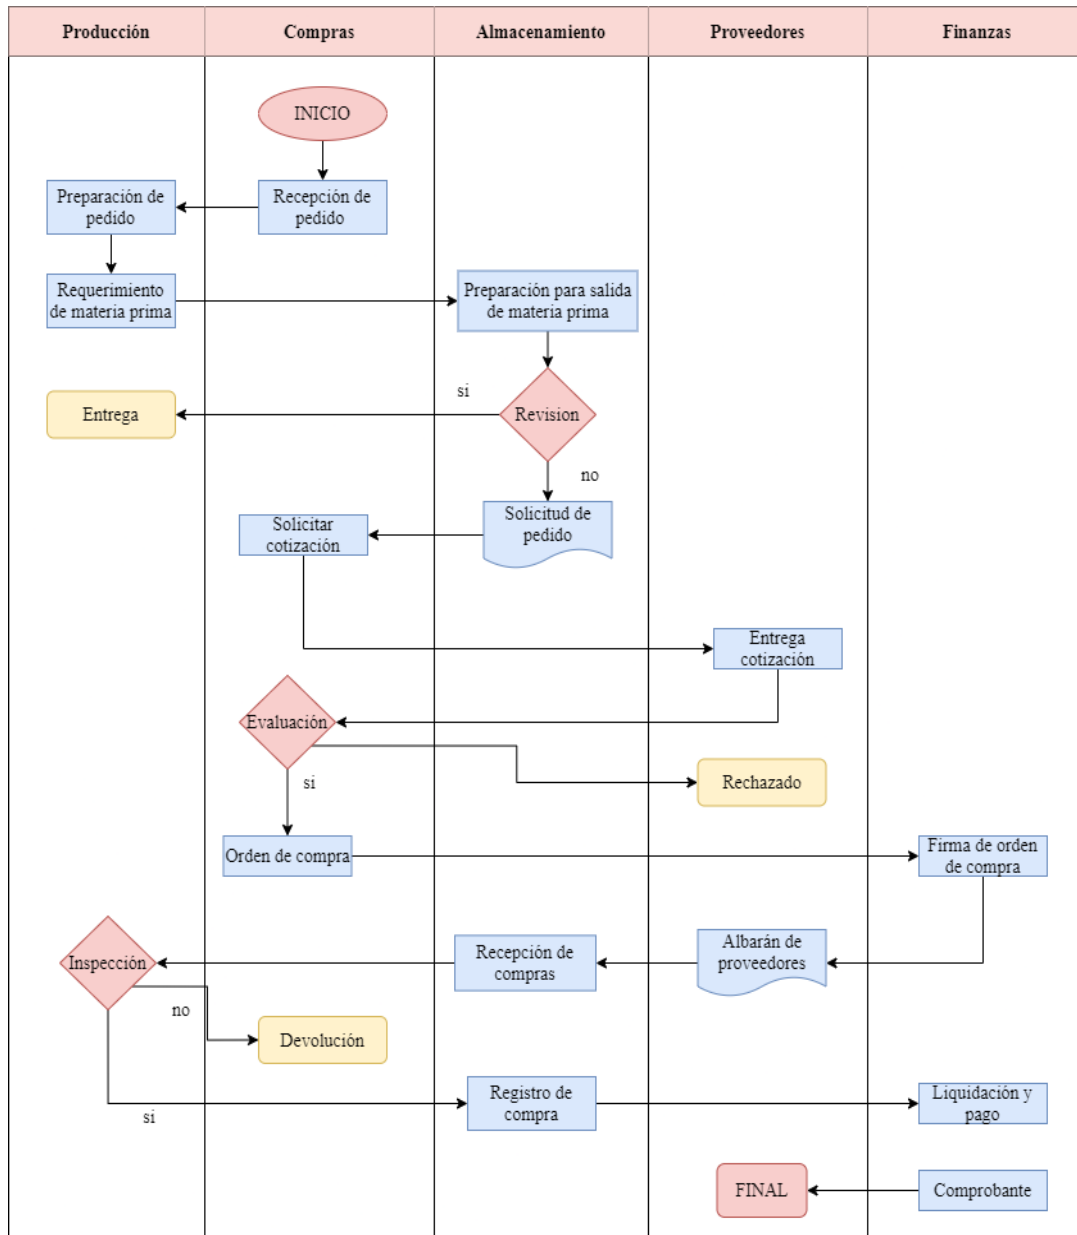 Producción
Compras
Almacenamiento
Proveedores
Finanzas
INICIO
Preparación de
pedido
Recepción de
pedido
Requerimiento
de materia prima
Preparación para salida
de materia prima
si
Entrega
Revision
no
Solicitar
cotización
Solicitud de
pedido
Entrega
cotización
Evaluación
si
Rechazado
Orden de compra
Firma de orden
de compra
Inspección
Recepción de
compras
Albarán de
proveedores
no
Devolución
si
Registro de
compra
Liquidación y
pago
FINAL
Comprobante